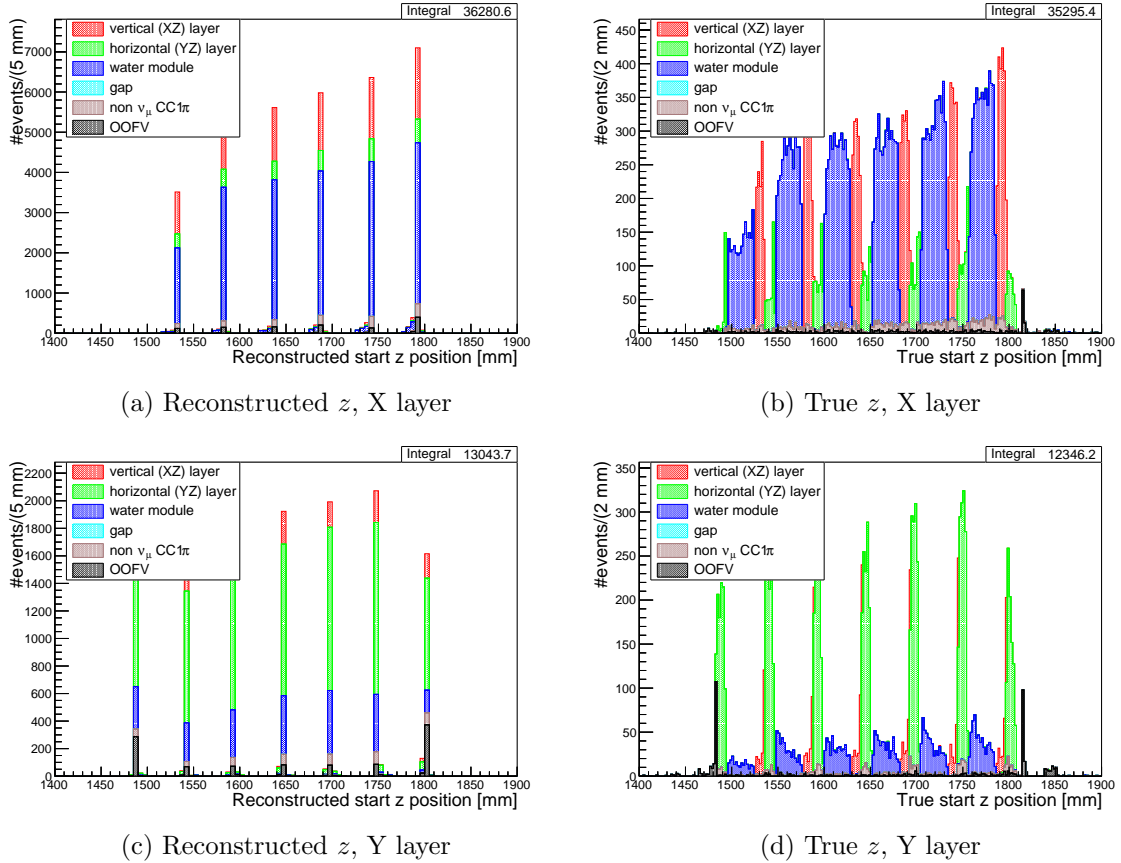 Integral 36280.6
vertical (XZ) layer
horizontal (YZ) layer
water module
gap
non νμ CC1π
OOFV
#events/(5 mm)
7000
6000
5000
4000
3000
2000
1000
0
1400 1450 1500 1550 1600 1650 1700 1750 1800 1850 1900
Reconstructed start z position [mm]
(a) Reconstructed z, X layer
Integral 35295.4
vertical (XZ) layer
horizontal (YZ) layer
water module
gap
non νμ CC1π
OOFV
#events/(2 mm)
450
400
350
300
250
200
150
100
50
0
1400 1450 1500 1550 1600 1650 1700 1750 1800 1850 1900
True start z position [mm]
(b) True z, X layer
Integral 13043.7
vertical (XZ) layer
horizontal (YZ) layer
water module
gap
non νμ CC1π
OOFV
#events/(5 mm)
2200
2000
1800
1600
1400
1200
1000
800
600
400
200
0
1400 1450 1500 1550 1600 1650 1700 1750 1800 1850 1900
Reconstructed start z position [mm]
(c) Reconstructed z, Y layer
Integral 12346.2
vertical (XZ) layer
horizontal (YZ) layer
water module
gap
non νμ CC1π
OOFV
#events/(2 mm)
350
300
250
200
150
100
50
0
1400 1450 1500 1550 1600 1650 1700 1750 1800 1850 1900
True start z position [mm]
(d) True z, Y layer